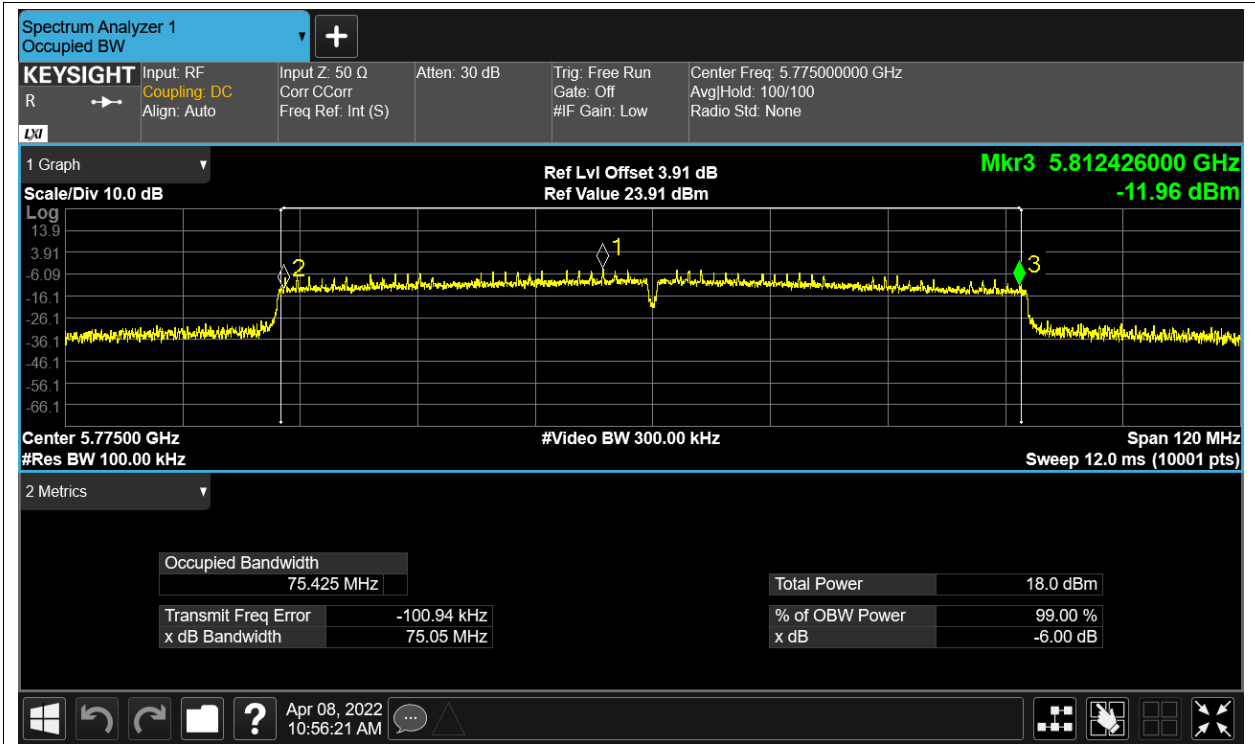 Spectrum Analyzer 1
Occupied BW
KEYSIGHT
R
LXI
Input: RF
Coupling: DC
Align: Auto
Input Z: 50 Ω
Corr CCorr
Freq Ref: Int (S)
Atten: 30 dB
Trig: Free Run
Gate: Off
#IF Gain: Low
Center Freq: 5.775000000 GHz
Avg|Hold: 100/100
Radio Std: None
1 Graph
Ref Lvl Offset 3.91 dB
Mkr3 5.812426000 GHz
Scale/Div 10.0 dB
Ref Value 23.91 dBm
-11.96 dBm
Log
13.9
3.91
-6.09
-16.1
-26.1
-36.1
-46.1
-56.1
-66.1
1
2
3
Center 5.77500 GHz
#Video BW 300.00 kHz
Span 120 MHz
#Res BW 100.00 kHz
Sweep 12.0 ms (10001 pts)
2 Metrics
Occupied Bandwidth
75.425 MHz
Transmit Freq Error -100.94 kHz
x dB Bandwidth 75.05 MHz
Total Power 18.0 dBm
% of OBW Power 99.00 %
x dB -6.00 dB
?
Apr 08, 2022
10:56:21 AM